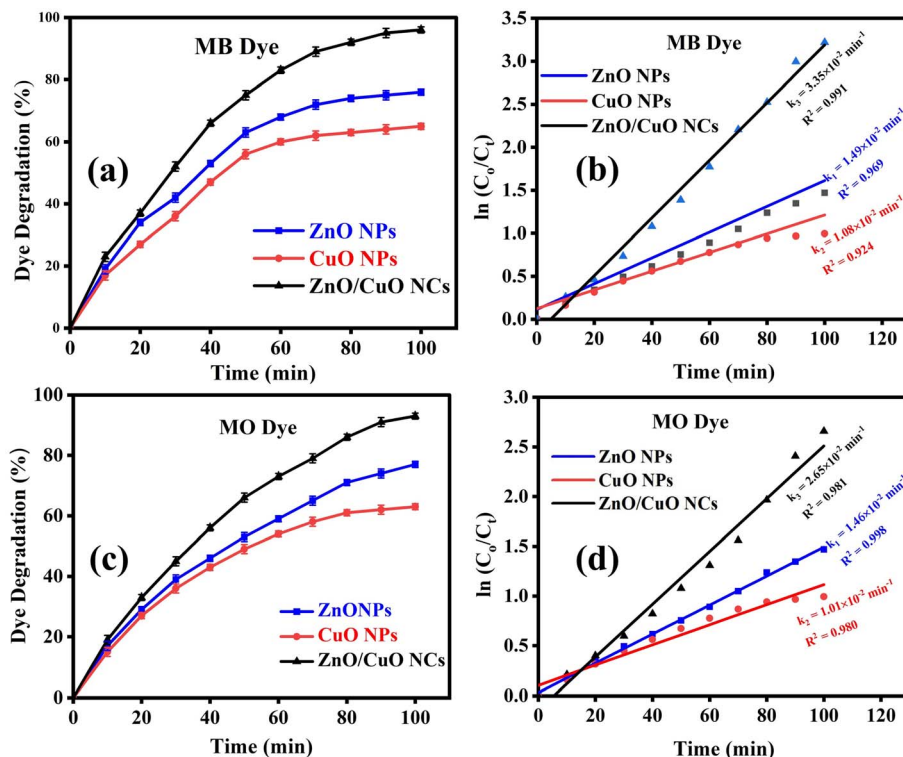 100
80
60
40
20
0
Dye Degradation (%)
MB Dye
(a)
ZnO NPs
CuO NPs
ZnO/CuO NCs
0 20 40 60 80 100
Time (min)
3.5
3.0
2.5
2.0
1.5
1.0
0.5
0.0
ln (Co/Ct)
MB Dye
ZnO NPs
CuO NPs
ZnO/CuO NCs
k3 = 3.35×10-2 min-1
R2 = 0.991
k1 = 1.49×10-2 min-1
R2 = 0.969
k2 = 1.08×10-2 min-1
R2 = 0.924
(b)
0 20 40 60 80 100 120
Time (min)
100
80
60
40
20
0
Dye Degradation (%)
MO Dye
(c)
ZnONPs
CuO NPs
ZnO/CuO NCs
0 20 40 60 80 100
Time (min)
3.0
2.5
2.0
1.5
1.0
0.5
0.0
ln (Co/Ct)
MO Dye
ZnO NPs
CuO NPs
ZnO/CuO NCs
k3 = 2.65×10-2 min-1
R2 = 0.981
k1 = 1.46×10-2 min-1
R2 = 0.998
k2 = 1.01×10-2 min-1
R2 = 0.980
(d)
0 20 40 60 80 100 120
Time (min)